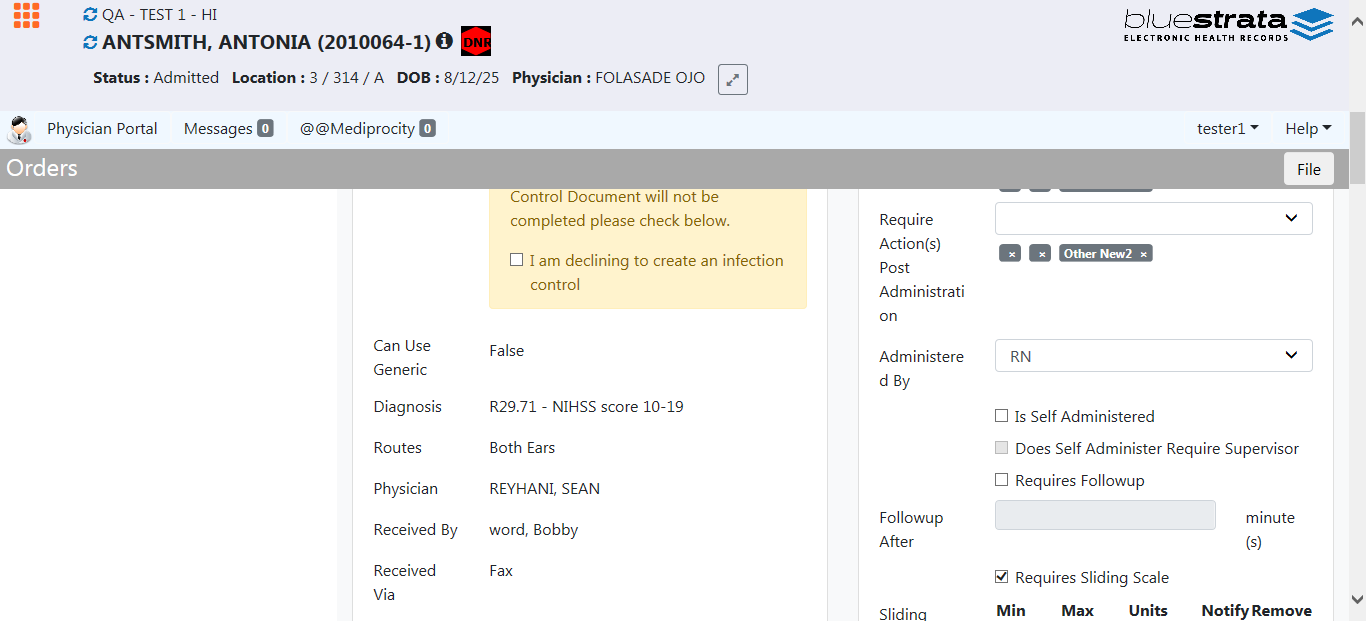 QA - TEST 1 - HI
ANTSMITH, ANTONIA (2010064-1)
DNR
bluestrata
ELECTRONIC HEALTH RECORDS
Status : Admitted Location : 3 / 314 / A DOB : 8/12/25 Physician : FOLASADE OJO
Physician Portal Messages 0 @@Mediprocity 0 tester1 Help
Orders File
Control Document will not be
completed please check below.
I am declining to create an infection
control
Can Use
Generic
False
Diagnosis R29.71 - NIHSS score 10-19
Routes Both Ears
Physician REYHANI, SEAN
Received By word, Bobby
Received
Via
Fax
Require
Action(s)
Post
Administrati
on
× × Other New2 ×
Administere
d By
RN
Is Self Administered
Does Self Administer Require Supervisor
Requires Followup
Followup
After
minute
(s)
Requires Sliding Scale
Sliding Min Max Units Notify Remove